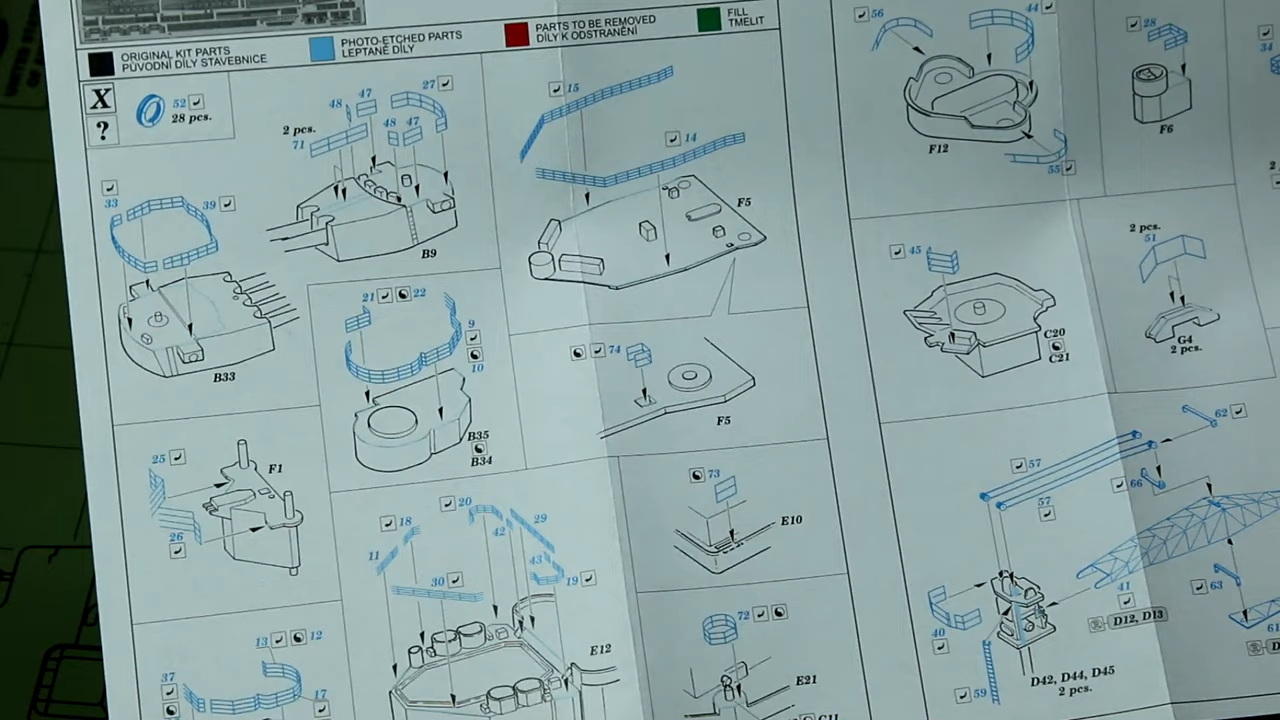 ORIGINAL KIT PARTS
PŮVODNÍ DÍLY STAVEBNICE
PHOTO-ETCHED PARTS
LEPTANÉ DÍLY
PARTS TO BE REMOVED
DÍLY K ODSTRANĚNÍ
FILL
TMELIT
X
?
52
28 pcs.
2 pcs.
71
48
47
48
47
27
B9
15
14
F5
33
39
B33
21
22
9
10
B35
B34
74
F5
25
26
F1
18
11
20
42
29
43
19
30
E12
73
E10
72
E21
13
12
37
17
56
44
55
F12
28
F6
34
45
C20
C21
2 pcs.
51
G4
2 pcs.
57
57
62
66
63
61
41
40
59
D12, D13
D42, D44, D45
2 pcs.